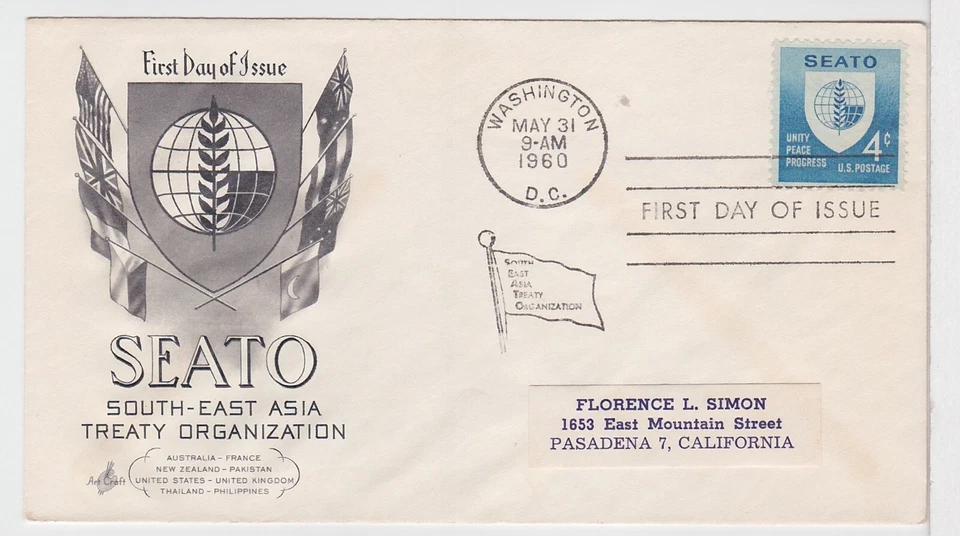 First Day of Issue
SEATO
SOUTH-EAST ASIA
TREATY ORGANIZATION
AUSTRALIA - FRANCE
NEW ZEALAND - PAKISTAN
UNITED STATES - UNITED KINGDOM
THAILAND - PHILIPPINES
Art Craft
WASHINGTON
MAY 31
9-AM
1960
D.C.
SOUTH
EAST
ASIA
TREATY
ORGANIZATION
SEATO
UNITY
PEACE
PROGRESS
4¢
U.S. POSTAGE
FIRST DAY OF ISSUE
FLORENCE L. SIMON
1653 East Mountain Street
PASADENA 7, CALIFORNIA